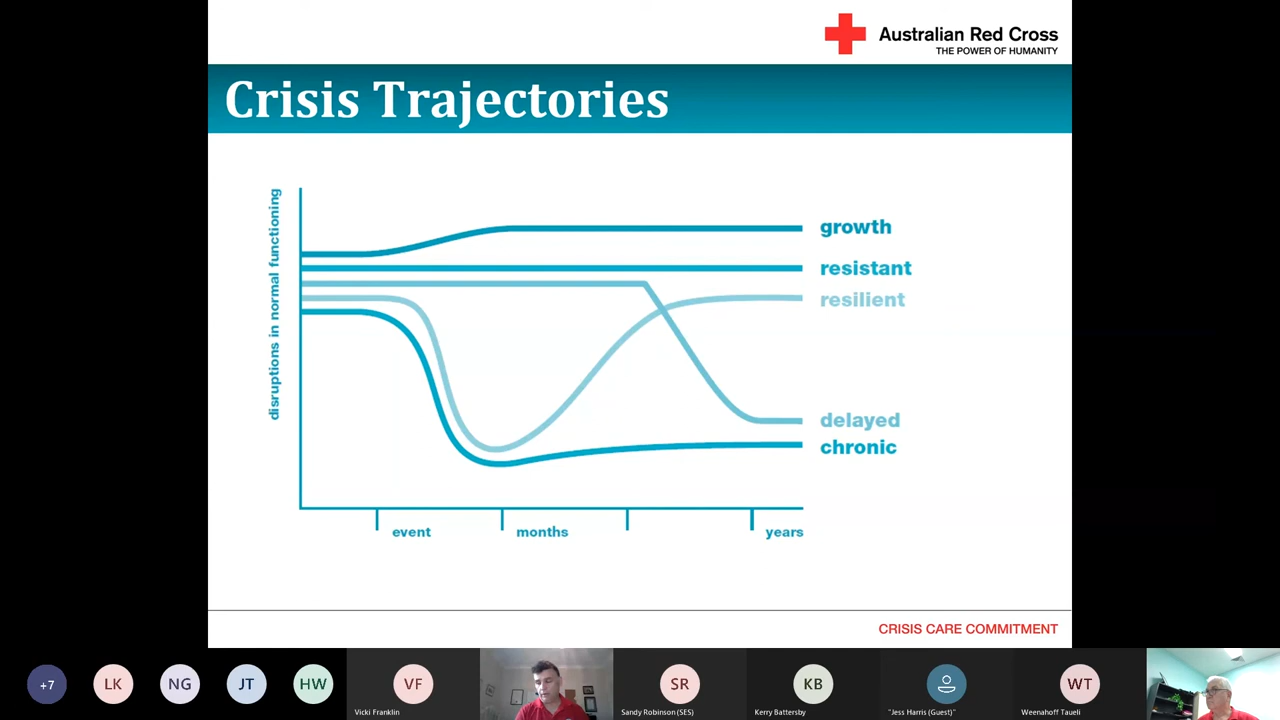 Australian Red Cross
THE POWER OF HUMANITY
Crisis Trajectories
disruptions in normal functioning
growth
resistant
resilient
delayed
chronic
event
months
years
CRISIS CARE COMMITMENT
+7
LK
NG
JT
HW
VF
Vicki Franklin
SR
Sandy Robinson (SES)
KB
Kerry Battersby
"Jess Harris (Guest)"
WT
Weenahoff Taueli